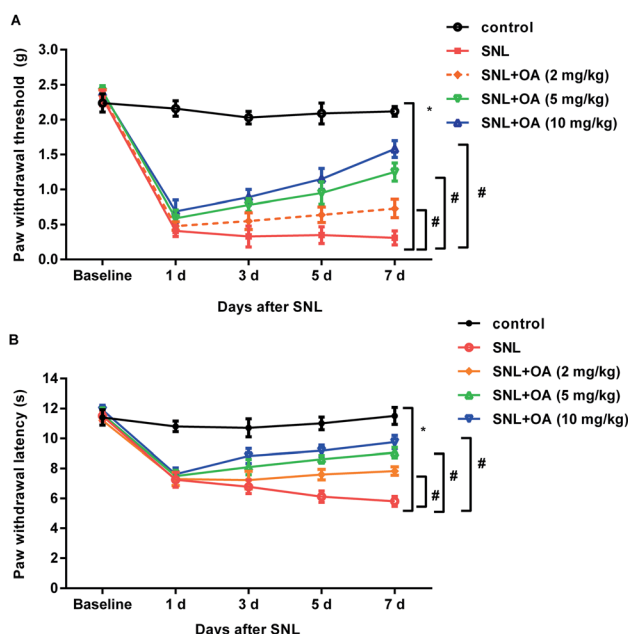 A
control
SNL
SNL+OA (2 mg/kg)
SNL+OA (5 mg/kg)
SNL+OA (10 mg/kg)
Paw withdrawal threshold (g)
3.0
2.5
2.0
1.5
1.0
0.5
0.0
*
#
#
#
Baseline 1 d 3 d 5 d 7 d
Days after SNL
B
control
SNL
SNL+OA (2 mg/kg)
SNL+OA (5 mg/kg)
SNL+OA (10 mg/kg)
Paw withdrawal latency (s)
14
12
10
8
6
4
2
0
*
#
#
#
Baseline 1 d 3 d 5 d 7 d
Days after SNL